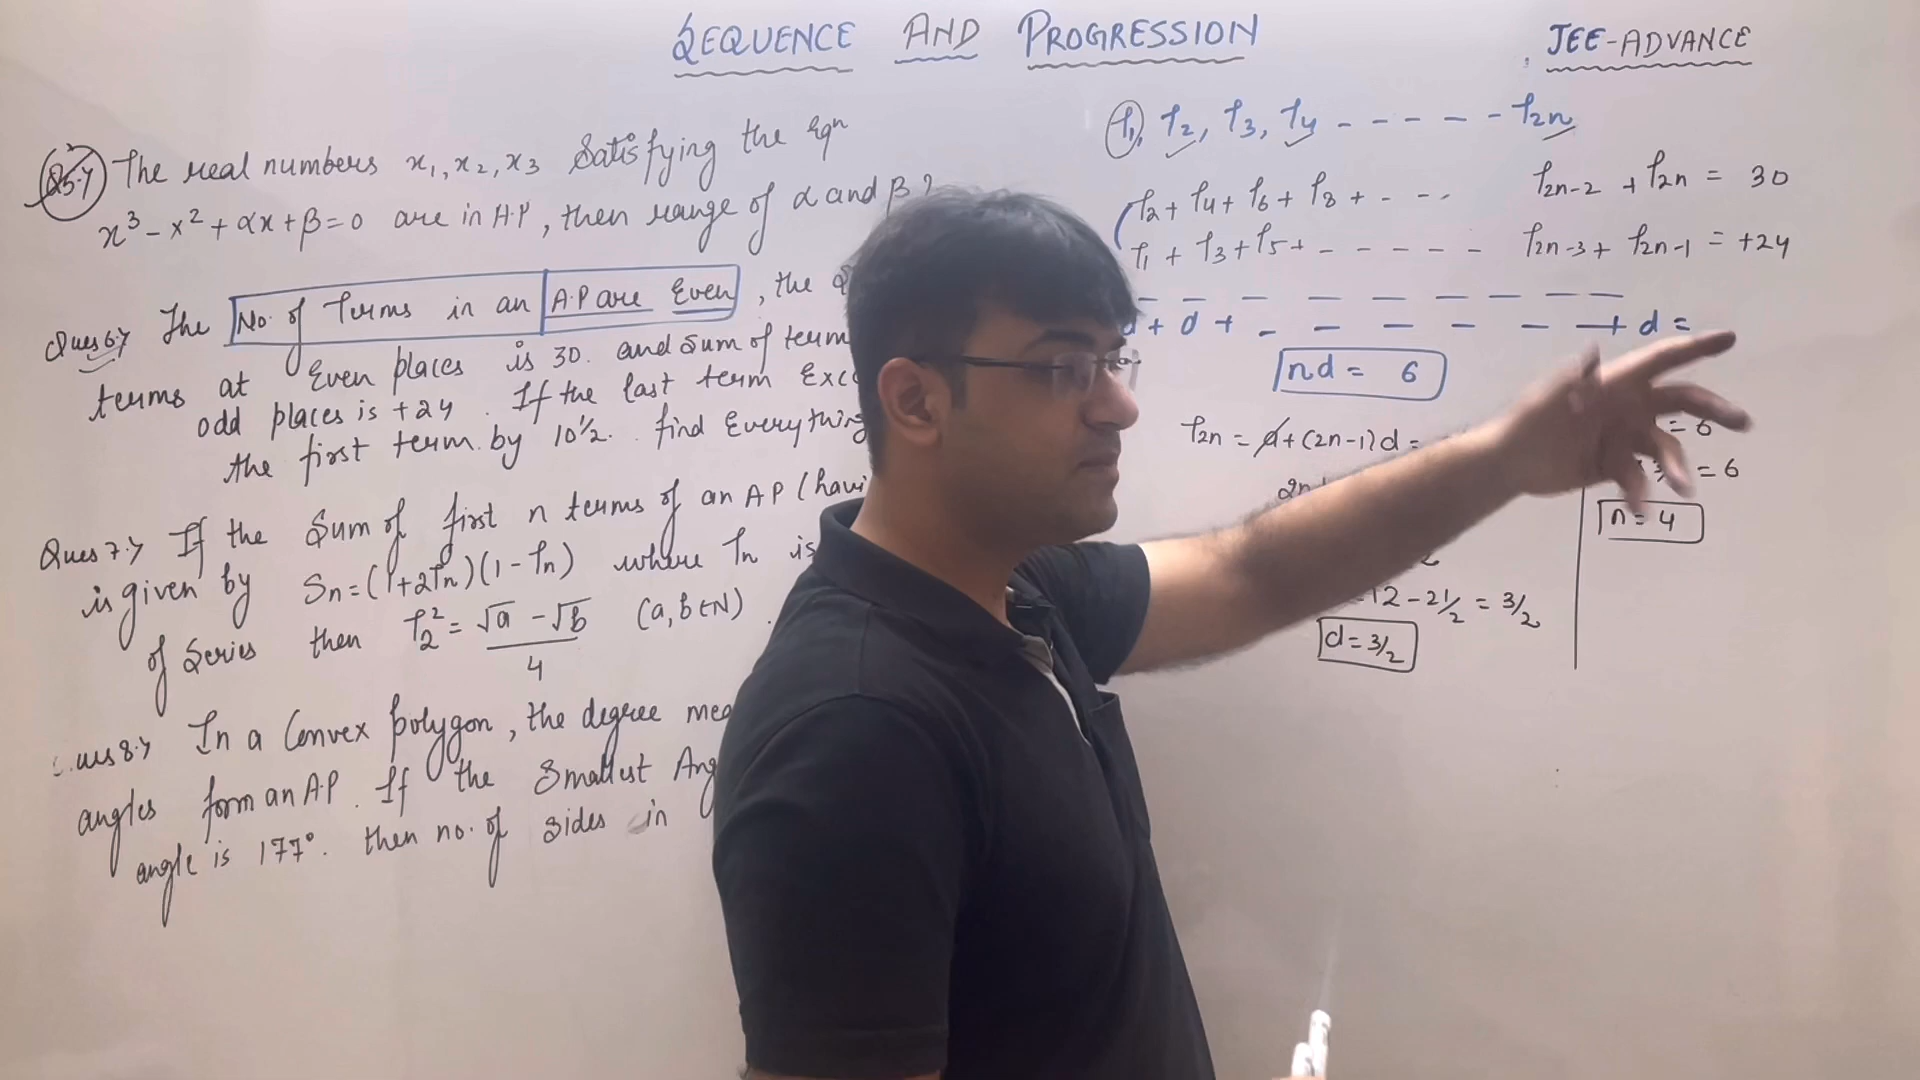 SEQUENCE AND PROGRESSION
JEE-ADVANCE
Q5.→ The real numbers x₁, x₂, x₃ Satisfying the Eqn
x³ - x² + αx + β = 0 are in A.P, then range of α and β?
Ques 6.→ The No. of Terms in an A.P are Even, the
terms at Even places is 30. and Sum of term
odd places is +24. If the last term Exc
the first term by 10½. find Everything
Ques 7.→ If the Sum of first n terms of an AP (havi
is given by Sn = (1+2Tn)(1-Tn) where Tn is
of Series then T₂² = √a - √b (a, b ∈ N)
4
ues 8.→ In a Convex polygon, the degree mea
angles form an A.P. If the Smallest Ang
angle is 177°. then no. of sides in
T₁, T₂, T₃, T₄ - - - - - - T2n
T₂ + T₄ + T₆ + T₈ + - - - T2n-2 + T2n = 30
T₁ + T₃ + T₅ + - - - - - - T2n-3 + T2n-1 = +24
d + d + - - - - - - + d =
nd = 6
T2n = a + (2n-1)d =
= 6
= 6
n = 4
12 - 21/2 = 3/2
d = 3/2